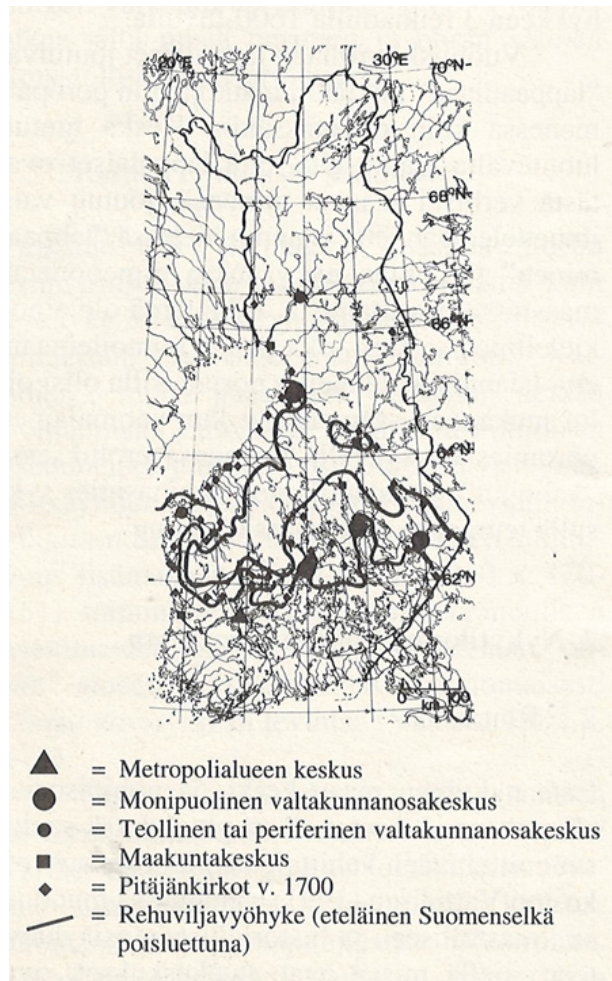 20°E 30°E
70°N
68°N
66°N
64°N
62°N
0 100
km
= Metropolialueen keskus
= Monipuolinen valtakunnanosakeskus
= Teollinen tai periferinen valtakunnanosakeskus
= Maakuntakeskus
= Pitäjänkirkot v. 1700
= Rehuviljavyöhyke (eteläinen Suomenselkä
poisluettuna)